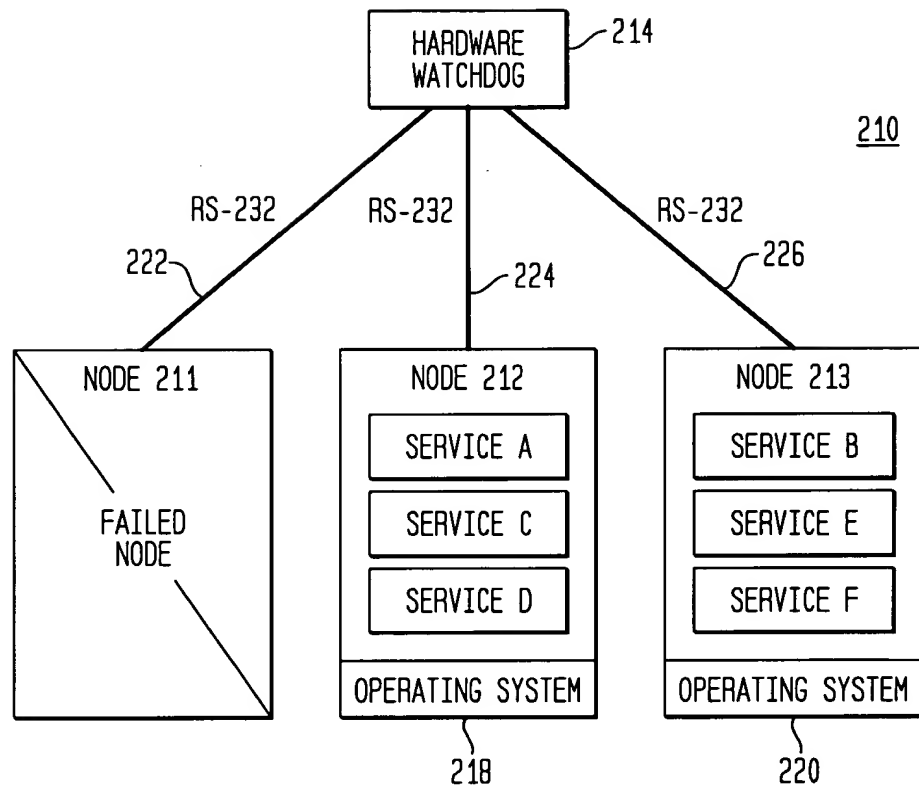 HARDWARE
WATCHDOG
214
210
RS-232
RS-232
RS-232
222
224
226
NODE 211
FAILED
NODE
NODE 212
SERVICE A
SERVICE C
SERVICE D
OPERATING SYSTEM
218
NODE 213
SERVICE B
SERVICE E
SERVICE F
OPERATING SYSTEM
220